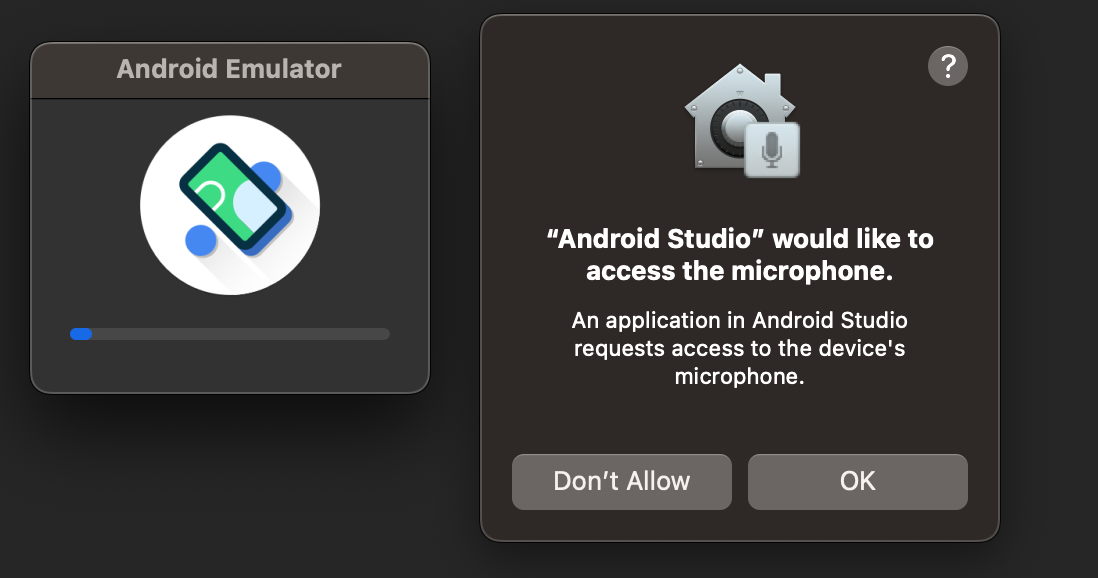 Android Emulator
?
“Android Studio” would like to
access the microphone.
An application in Android Studio
requests access to the device's
microphone.
Don’t Allow
OK